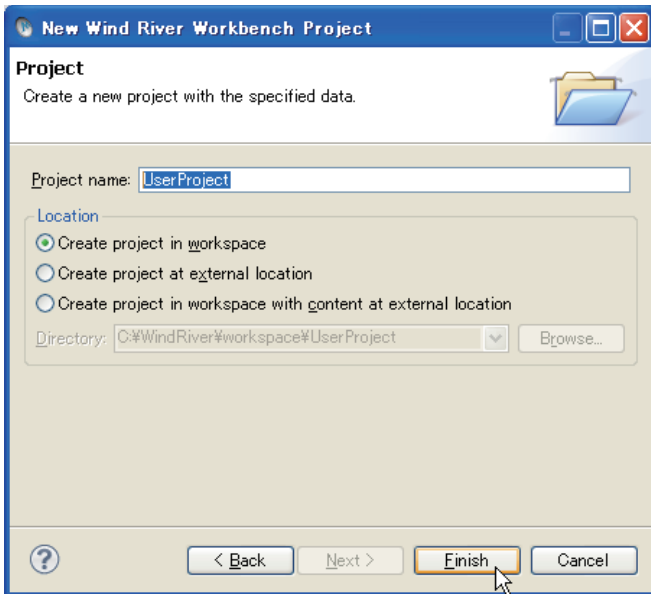 New Wind River Workbench Project
Project
Create a new project with the specified data.
Project name: UserProject
Location
Create project in workspace
Create project at external location
Create project in workspace with content at external location
Directory: C:¥WindRiver¥workspace¥UserProject Browse...
? < Back Next > Finish Cancel